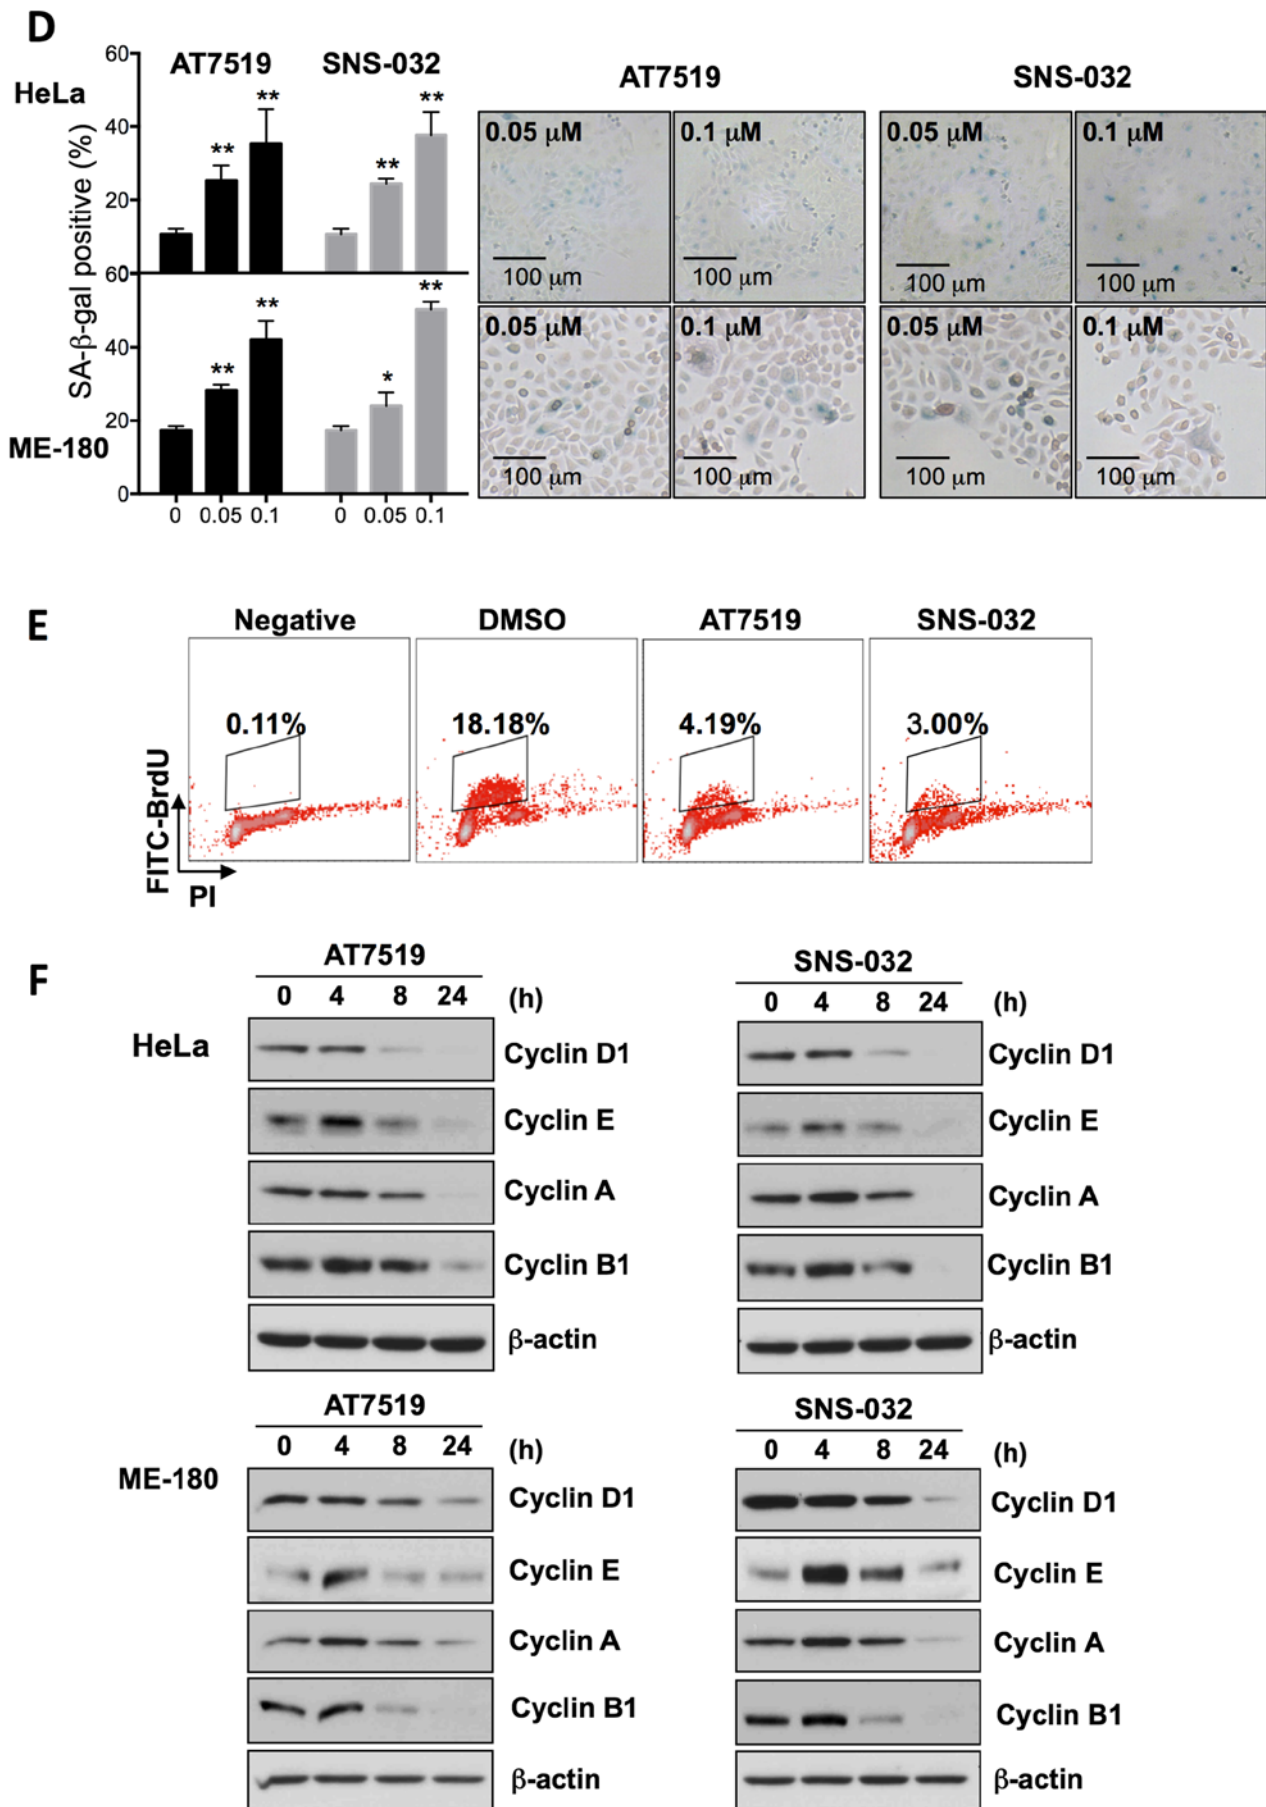 D
60
AT7519 SNS-032
HeLa
SA-β-gal positive (%)
** **
40
** **
20
60
** **
40
** *
20
ME-180
0
0 0.05 0.1 0 0.05 0.1
AT7519 SNS-032
0.05 µM 0.1 µM 0.05 µM 0.1 µM
100 µm 100 µm 100 µm 100 µm
0.05 µM 0.1 µM 0.05 µM 0.1 µM
100 µm 100 µm 100 µm 100 µm
E
Negative DMSO AT7519 SNS-032
0.11% 18.18% 4.19% 3.00%
FITC-BrdU
PI
F
AT7519
0 4 8 24 (h)
HeLa
Cyclin D1
Cyclin E
Cyclin A
Cyclin B1
β-actin
SNS-032
0 4 8 24 (h)
Cyclin D1
Cyclin E
Cyclin A
Cyclin B1
β-actin
AT7519
0 4 8 24 (h)
ME-180
Cyclin D1
Cyclin E
Cyclin A
Cyclin B1
β-actin
SNS-032
0 4 8 24 (h)
Cyclin D1
Cyclin E
Cyclin A
Cyclin B1
β-actin